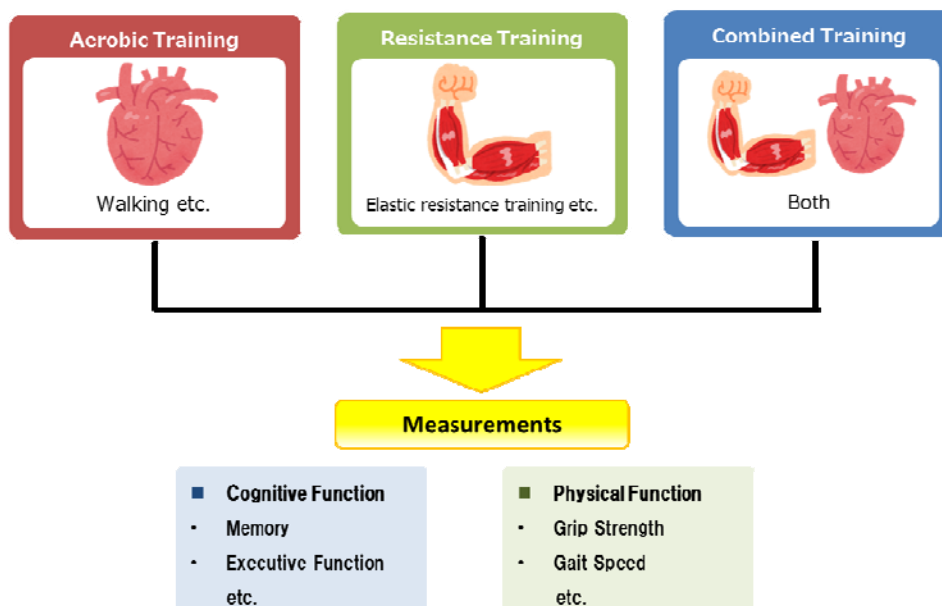 Aerobic Training
Walking etc.
Resistance Training
Elastic resistance training etc.
Combined Training
Both
Measurements
■ Cognitive Function
· Memory
· Executive Function
etc.
■ Physical Function
· Grip Strength
· Gait Speed
etc.